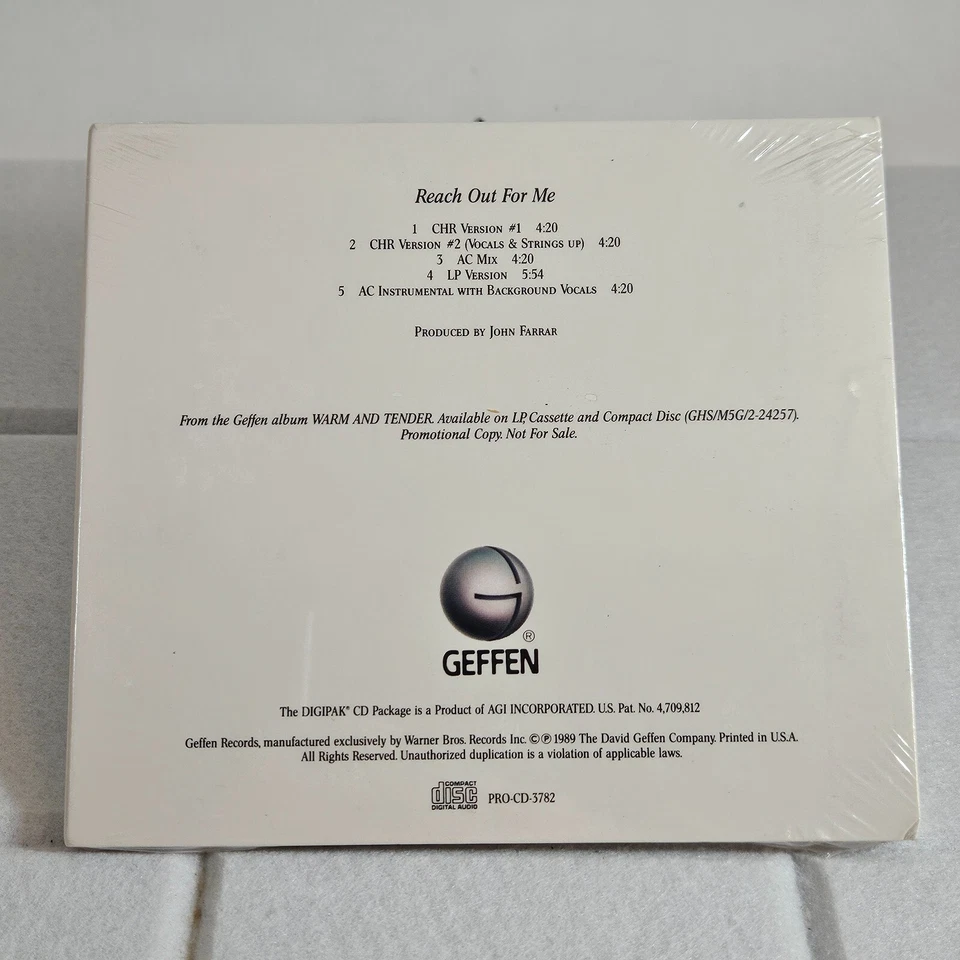 Reach Out For Me
1 CHR Version #1 4:20
2 CHR Version #2 (Vocals & Strings up) 4:20
3 AC Mix 4:20
4 LP Version 5:54
5 AC Instrumental with Background Vocals 4:20
Produced by John Farrar
From the Geffen album WARM AND TENDER. Available on LP, Cassette and Compact Disc (GHS/M5G/2-24257).
Promotional Copy. Not For Sale.
®
GEFFEN
The DIGIPAK® CD Package is a Product of AGI INCORPORATED. U.S. Pat. No. 4,709,812
Geffen Records, manufactured exclusively by Warner Bros. Records Inc. ©℗ 1989 The David Geffen Company. Printed in U.S.A.
All Rights Reserved. Unauthorized duplication is a violation of applicable laws.
COMPACT
disc
DIGITAL AUDIO
PRO-CD-3782